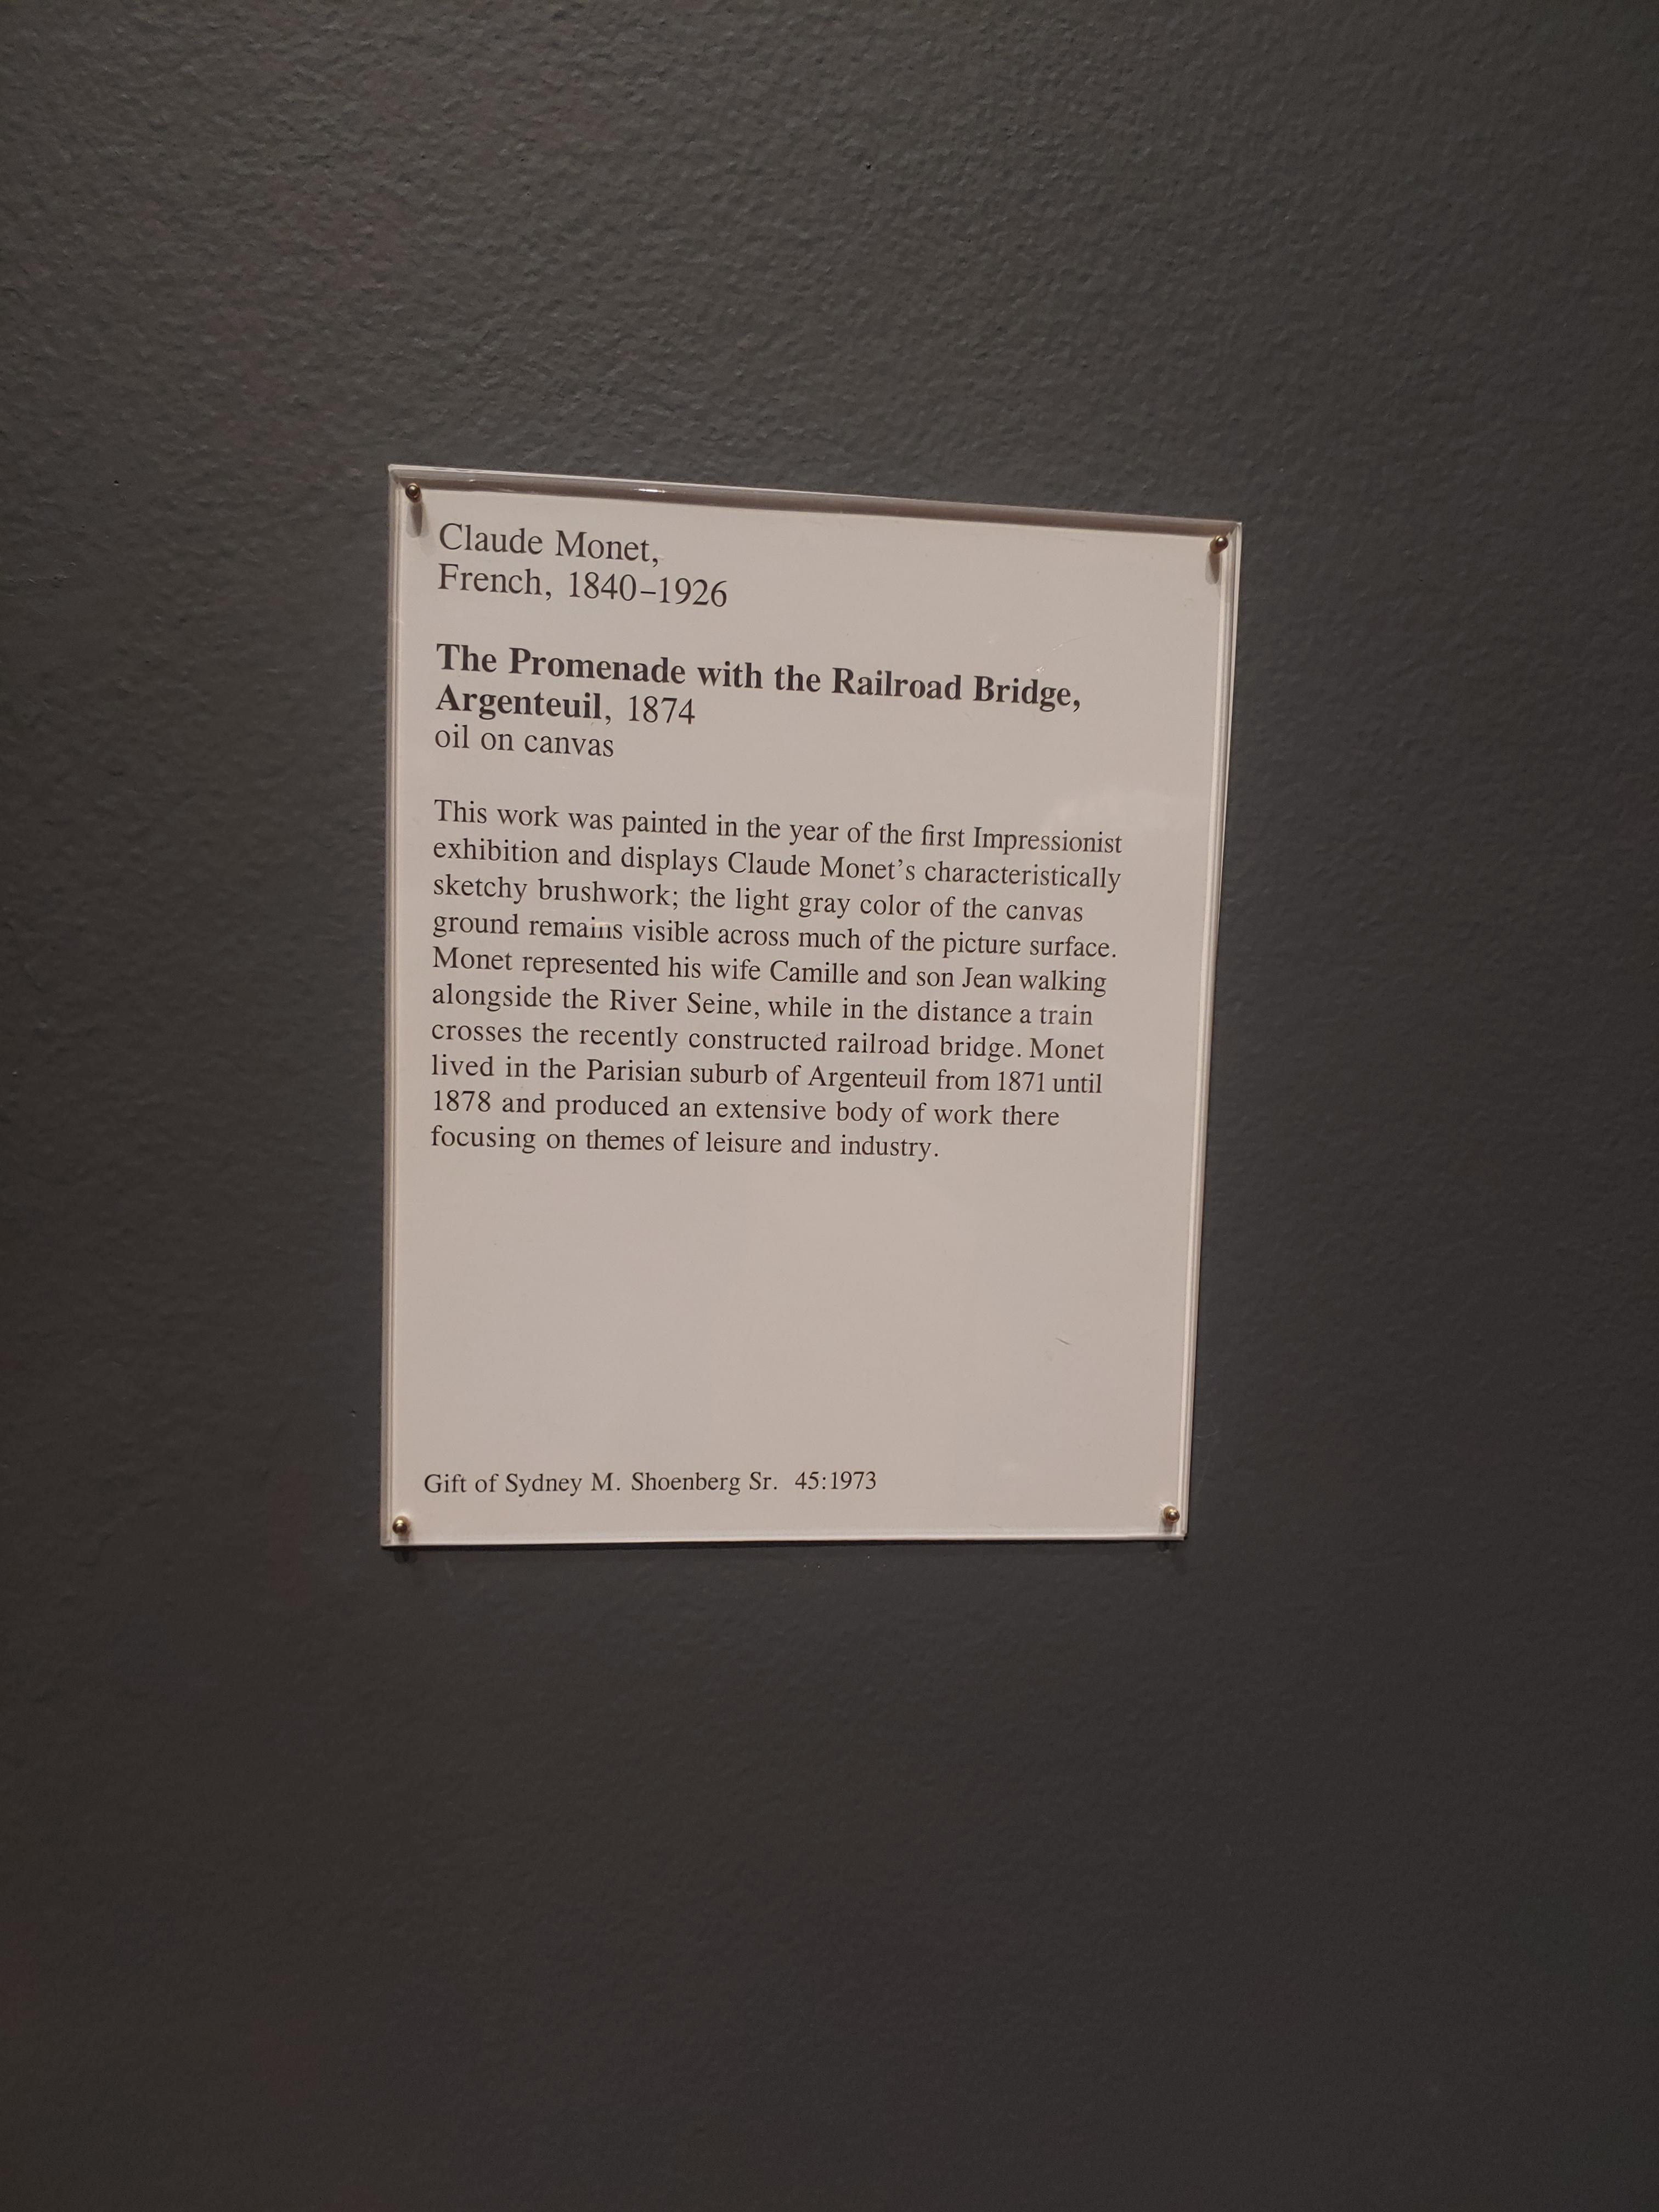 Claude Monet,
French, 1840–1926
The Promenade with the Railroad Bridge,
Argenteuil, 1874
oil on canvas
This work was painted in the year of the first Impressionist
exhibition and displays Claude Monet's characteristically
sketchy brushwork; the light gray color of the canvas
ground remains visible across much of the picture surface.
Monet represented his wife Camille and son Jean walking
alongside the River Seine, while in the distance a train
crosses the recently constructed railroad bridge. Monet
lived in the Parisian suburb of Argenteuil from 1871 until
1878 and produced an extensive body of work there
focusing on themes of leisure and industry.
Gift of Sydney M. Shoenberg Sr.  45:1973